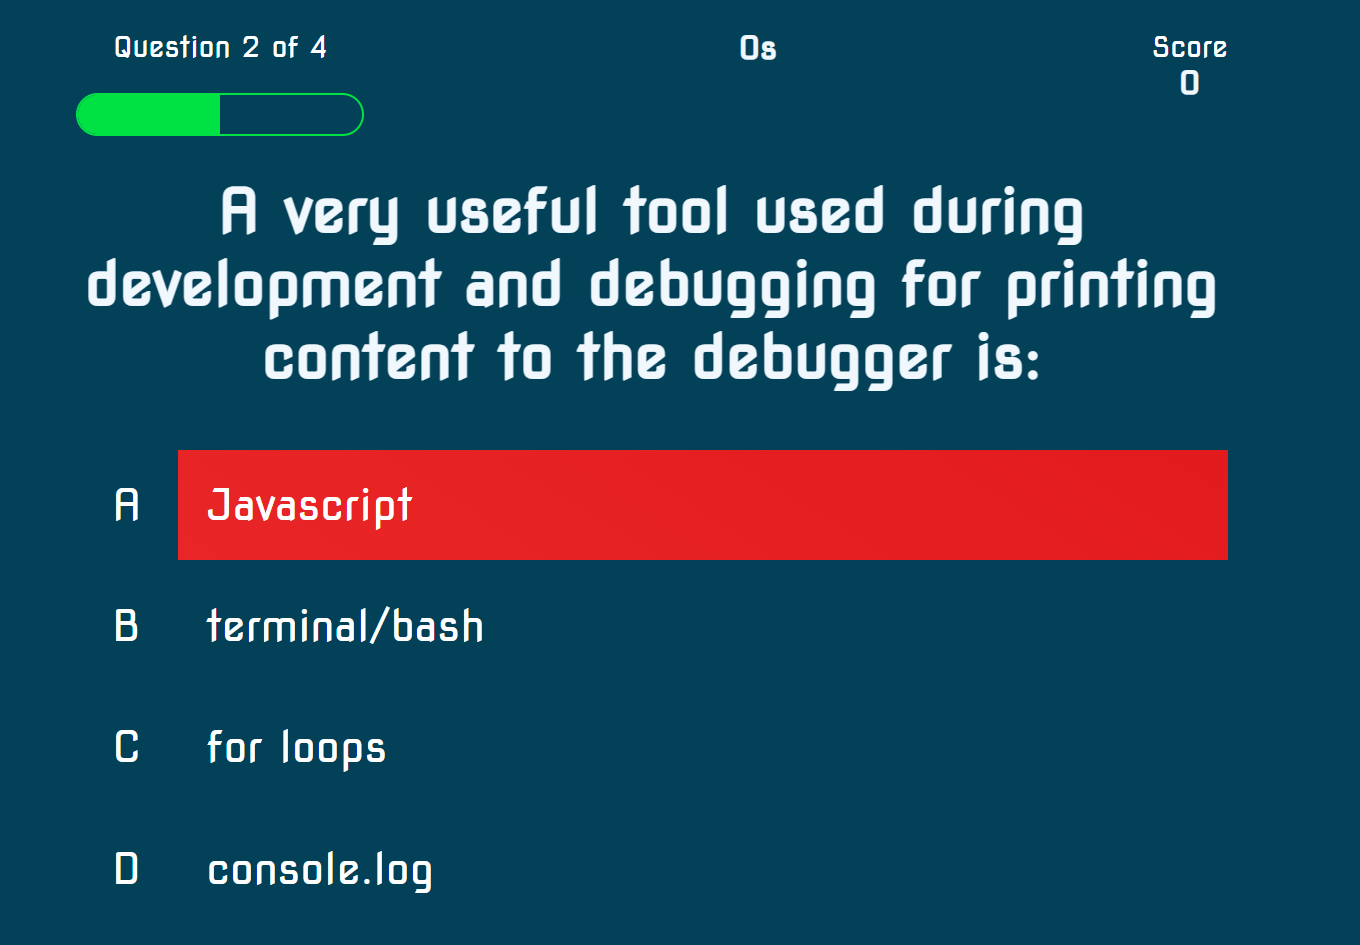 Question 2 of 4
0s
Score
0
A very useful tool used during
development and debugging for printing
content to the debugger is:
A Javascript
B terminal/bash
C for loops
D console.log